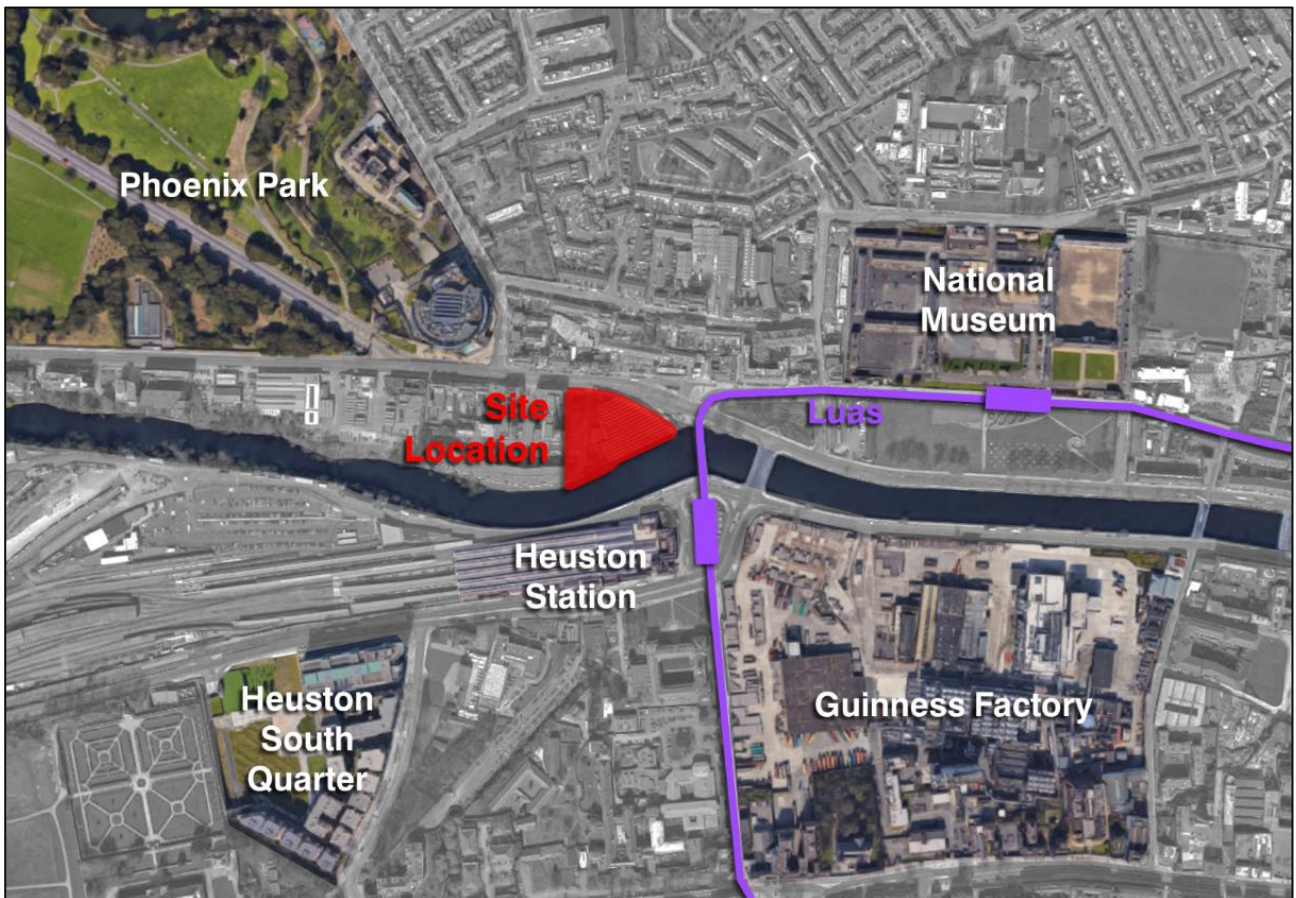 Phoenix Park
National
Museum
Site
Location
Luas
Heuston
Station
Heuston
South
Quarter
Guinness Factory